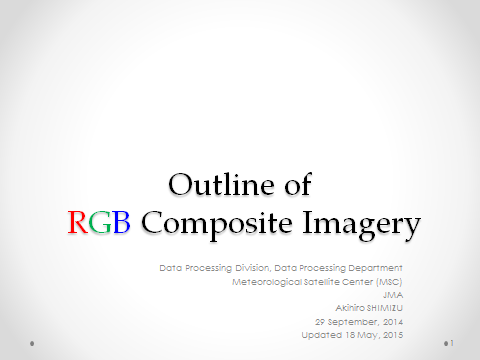 Outline of
RGB Composite Imagery
Data Processing Division, Data Processing Department
Meteorological Satellite Center (MSC)
JMA
Akihiro SHIMIZU
29 September, 2014
Updated 18 May, 2015
1